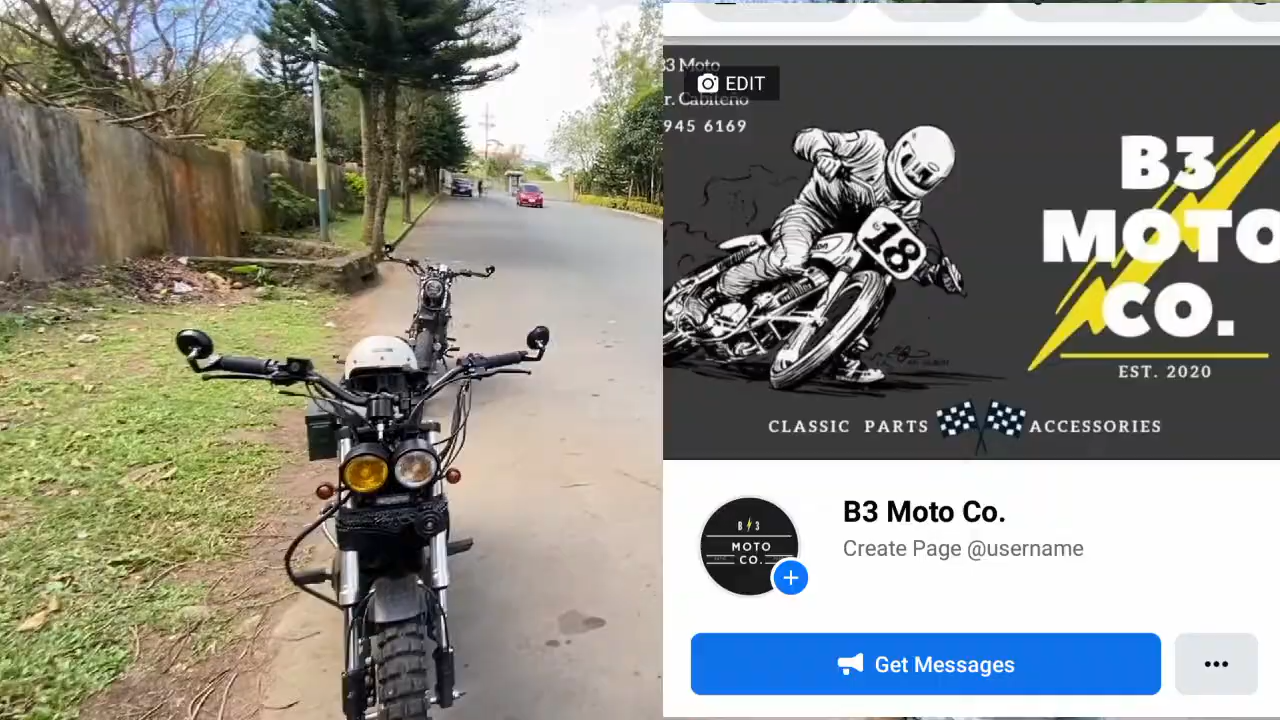 B3 Moto
r. Cabiteño
945 6169
EDIT
18
B3
MOTO
CO.
EST. 2020
CLASSIC PARTS
ACCESSORIES
B 3
MOTO
CO.
B3 Moto Co.
Create Page @username
Get Messages